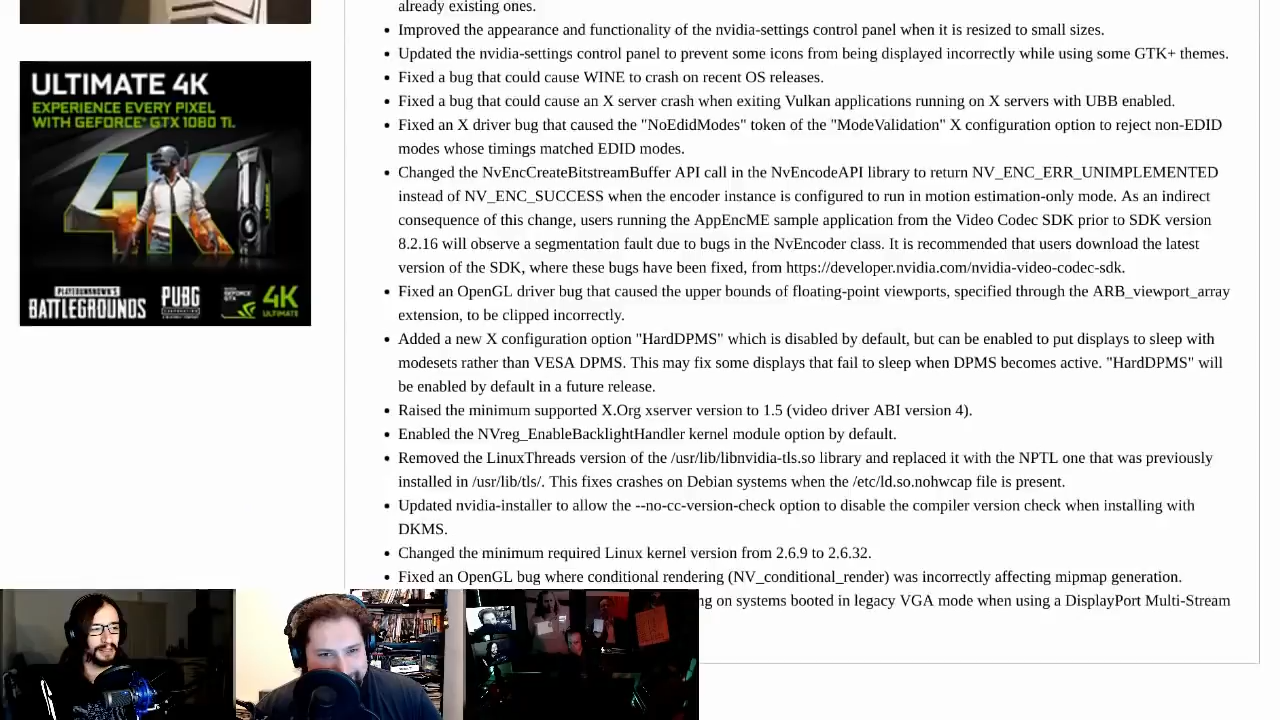 already existing ones.
Improved the appearance and functionality of the nvidia-settings control panel when it is resized to small sizes.
Updated the nvidia-settings control panel to prevent some icons from being displayed incorrectly while using some GTK+ themes.
Fixed a bug that could cause WINE to crash on recent OS releases.
Fixed a bug that could cause an X server crash when exiting Vulkan applications running on X servers with UBB enabled.
Fixed an X driver bug that caused the "NoEdidModes" token of the "ModeValidation" X configuration option to reject non-EDID
modes whose timings matched EDID modes.
Changed the NvEncCreateBitstreamBuffer API call in the NvEncodeAPI library to return NV_ENC_ERR_UNIMPLEMENTED
instead of NV_ENC_SUCCESS when the encoder instance is configured to run in motion estimation-only mode. As an indirect
consequence of this change, users running the AppEncME sample application from the Video Codec SDK prior to SDK version
8.2.16 will observe a segmentation fault due to bugs in the NvEncoder class. It is recommended that users download the latest
version of the SDK, where these bugs have been fixed, from https://developer.nvidia.com/nvidia-video-codec-sdk.
Fixed an OpenGL driver bug that caused the upper bounds of floating-point viewports, specified through the ARB_viewport_array
extension, to be clipped incorrectly.
Added a new X configuration option "HardDPMS" which is disabled by default, but can be enabled to put displays to sleep with
modesets rather than VESA DPMS. This may fix some displays that fail to sleep when DPMS becomes active. "HardDPMS" will
be enabled by default in a future release.
Raised the minimum supported X.Org xserver version to 1.5 (video driver ABI version 4).
Enabled the NVreg_EnableBacklightHandler kernel module option by default.
Removed the LinuxThreads version of the /usr/lib/libnvidia-tls.so library and replaced it with the NPTL one that was previously
installed in /usr/lib/tls/. This fixes crashes on Debian systems when the /etc/ld.so.nohwcap file is present.
Updated nvidia-installer to allow the --no-cc-version-check option to disable the compiler version check when installing with
DKMS.
Changed the minimum required Linux kernel version from 2.6.9 to 2.6.32.
Fixed an OpenGL bug where conditional rendering (NV_conditional_render) was incorrectly affecting mipmap generation.
ng on systems booted in legacy VGA mode when using a DisplayPort Multi-Stream
ULTIMATE 4K
EXPERIENCE EVERY PIXEL
WITH GEFORCE® GTX 1080 Ti.
4K
PLAYERUNKNOWN'S
BATTLEGROUNDS
PUBG
CORPORATION
GEFORCE
GTX
4K
ULTIMATE